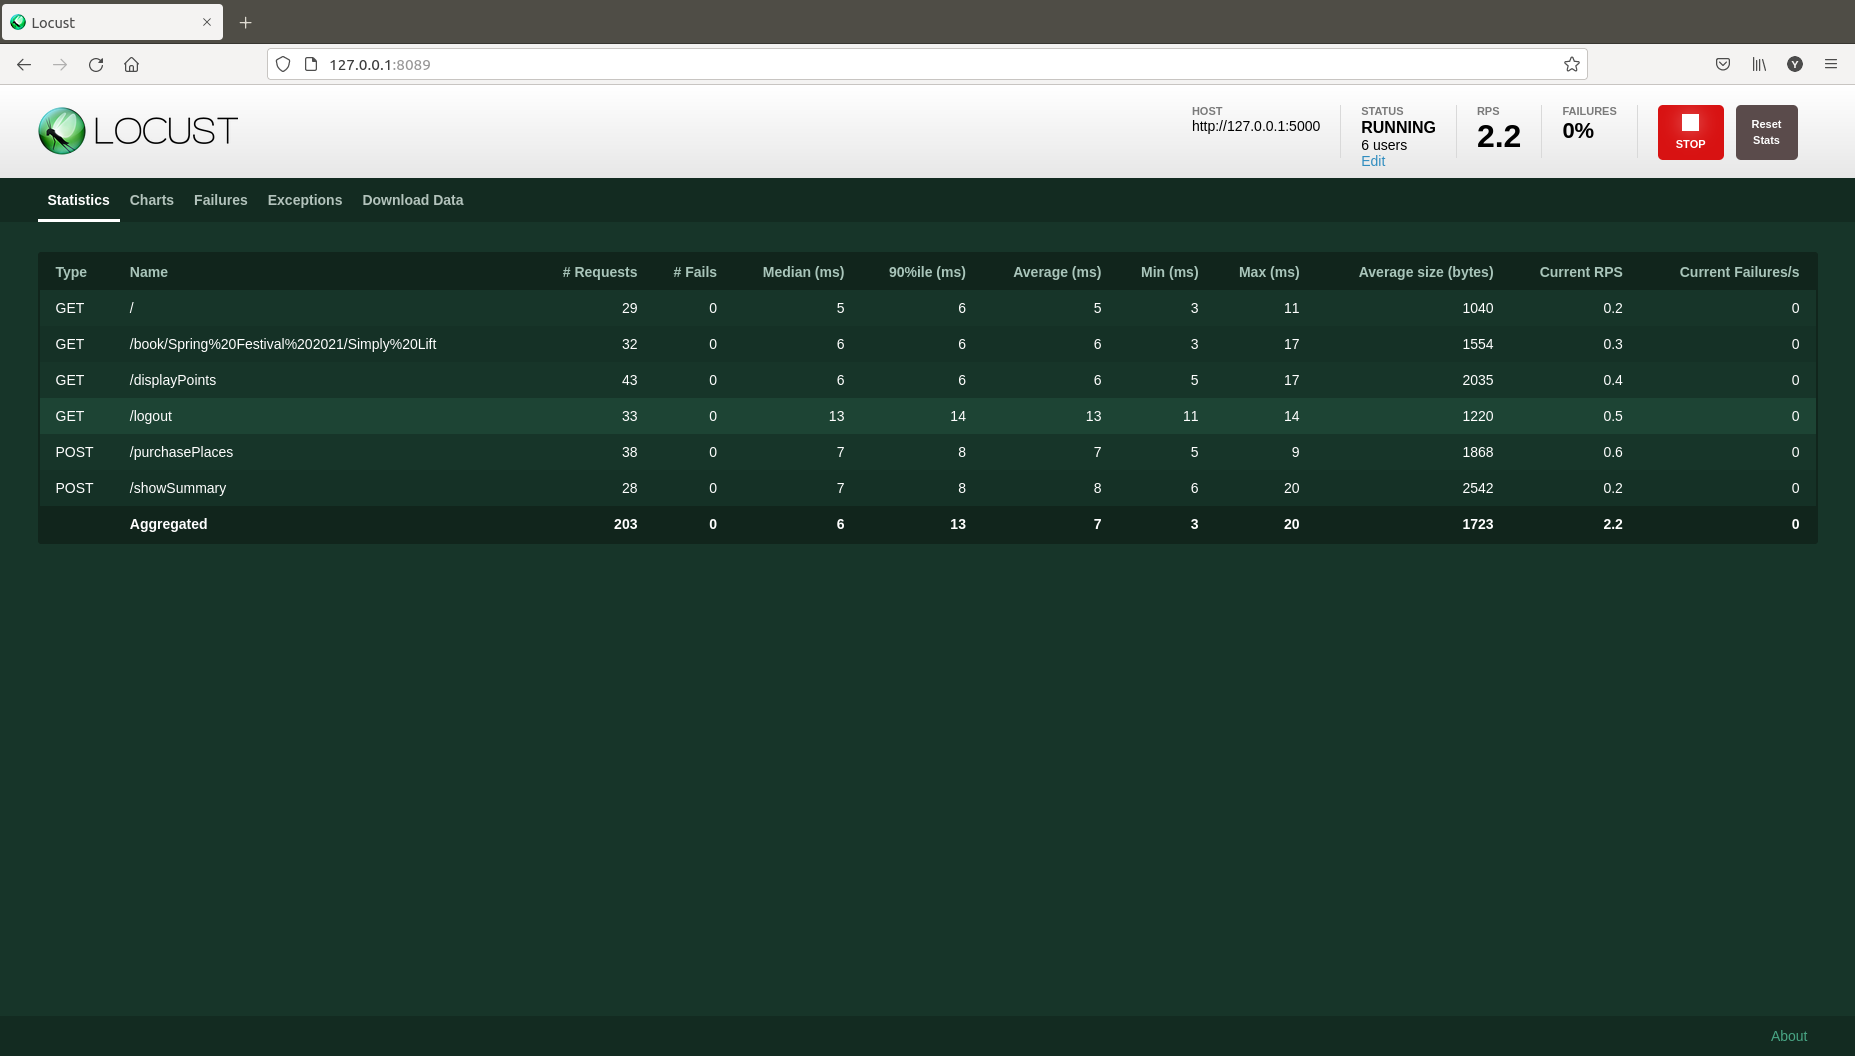 Locust
127.0.0.1:8089
LOCUST
HOST
http://127.0.0.1:5000
STATUS
RUNNING
6 users
Edit
RPS
2.2
FAILURES
0%
STOP
Reset
Stats
Statistics Charts Failures Exceptions Download Data
Type Name # Requests # Fails Median (ms) 90%ile (ms) Average (ms) Min (ms) Max (ms) Average size (bytes) Current RPS Current Failures/s
GET / 29 0 5 6 5 3 11 1040 0.2 0
GET /book/Spring%20Festival%202021/Simply%20Lift 32 0 6 6 6 3 17 1554 0.3 0
GET /displayPoints 43 0 6 6 6 5 17 2035 0.4 0
GET /logout 33 0 13 14 13 11 14 1220 0.5 0
POST /purchasePlaces 38 0 7 8 7 5 9 1868 0.6 0
POST /showSummary 28 0 7 8 8 6 20 2542 0.2 0
Aggregated 203 0 6 13 7 3 20 1723 2.2 0
About